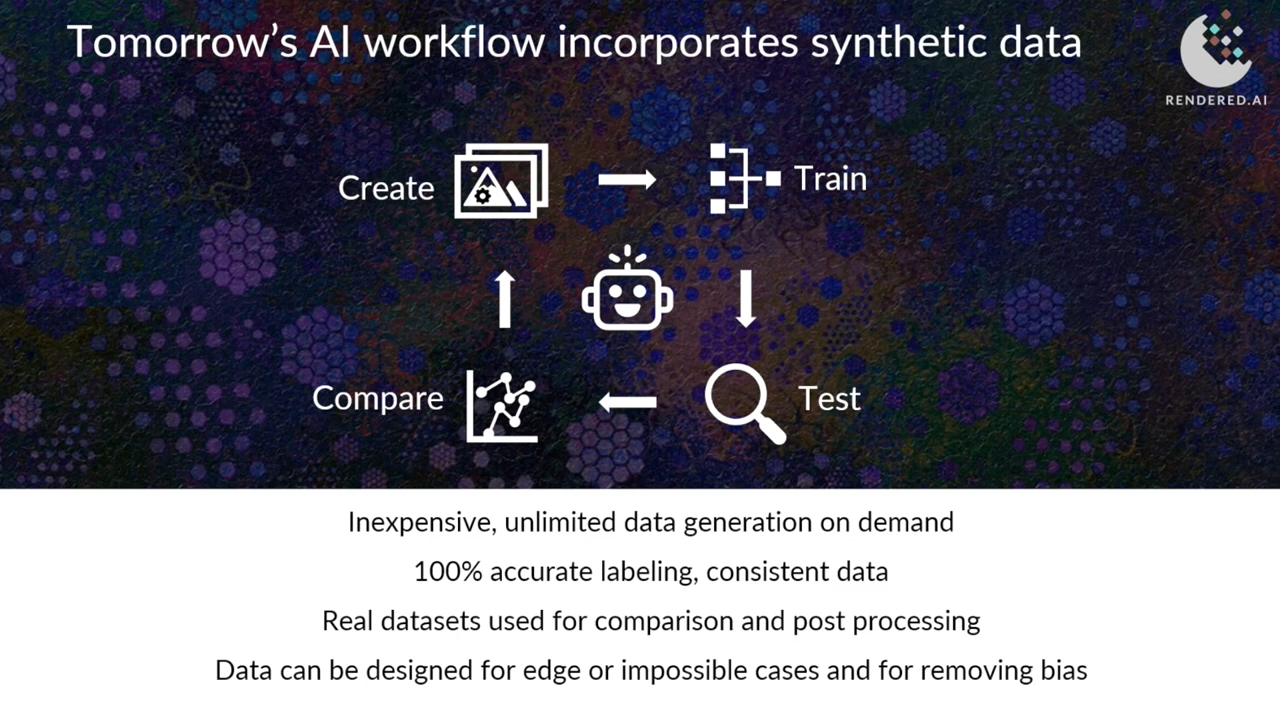 Tomorrow’s AI workflow incorporates synthetic data
RENDERED.AI
Create
Train
Compare
Test
Inexpensive, unlimited data generation on demand
100% accurate labeling, consistent data
Real datasets used for comparison and post processing
Data can be designed for edge or impossible cases and for removing bias